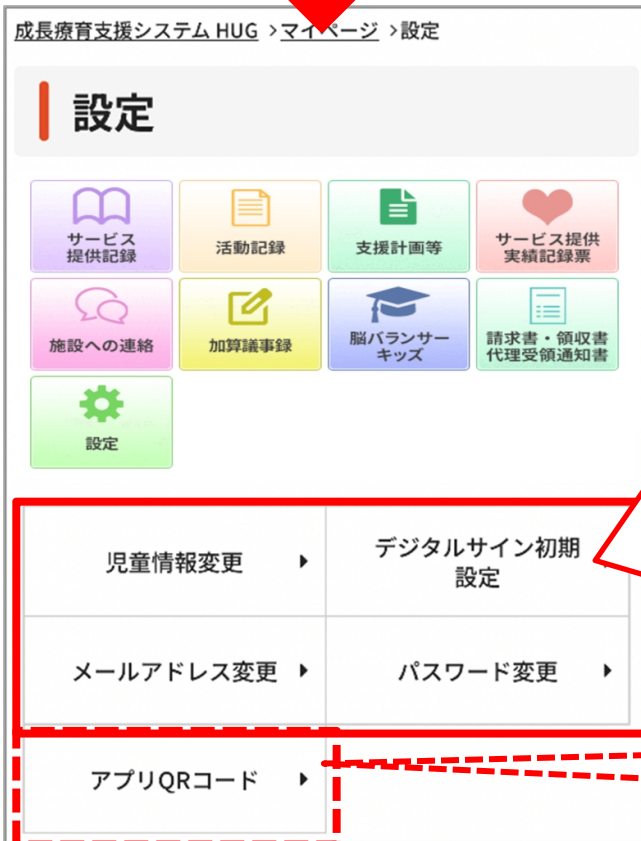 成長療育支援システム HUG >マイページ >設定
設定
サービス
提供記録
活動記録
支援計画等
サービス提供
実績記録票
施設への連絡
加算議事録
脳バランサー
キッズ
請求書・領収書
代理受領通知書
設定
児童情報変更
デジタルサイン初期
設定
メールアドレス変更
パスワード変更
アプリQRコード